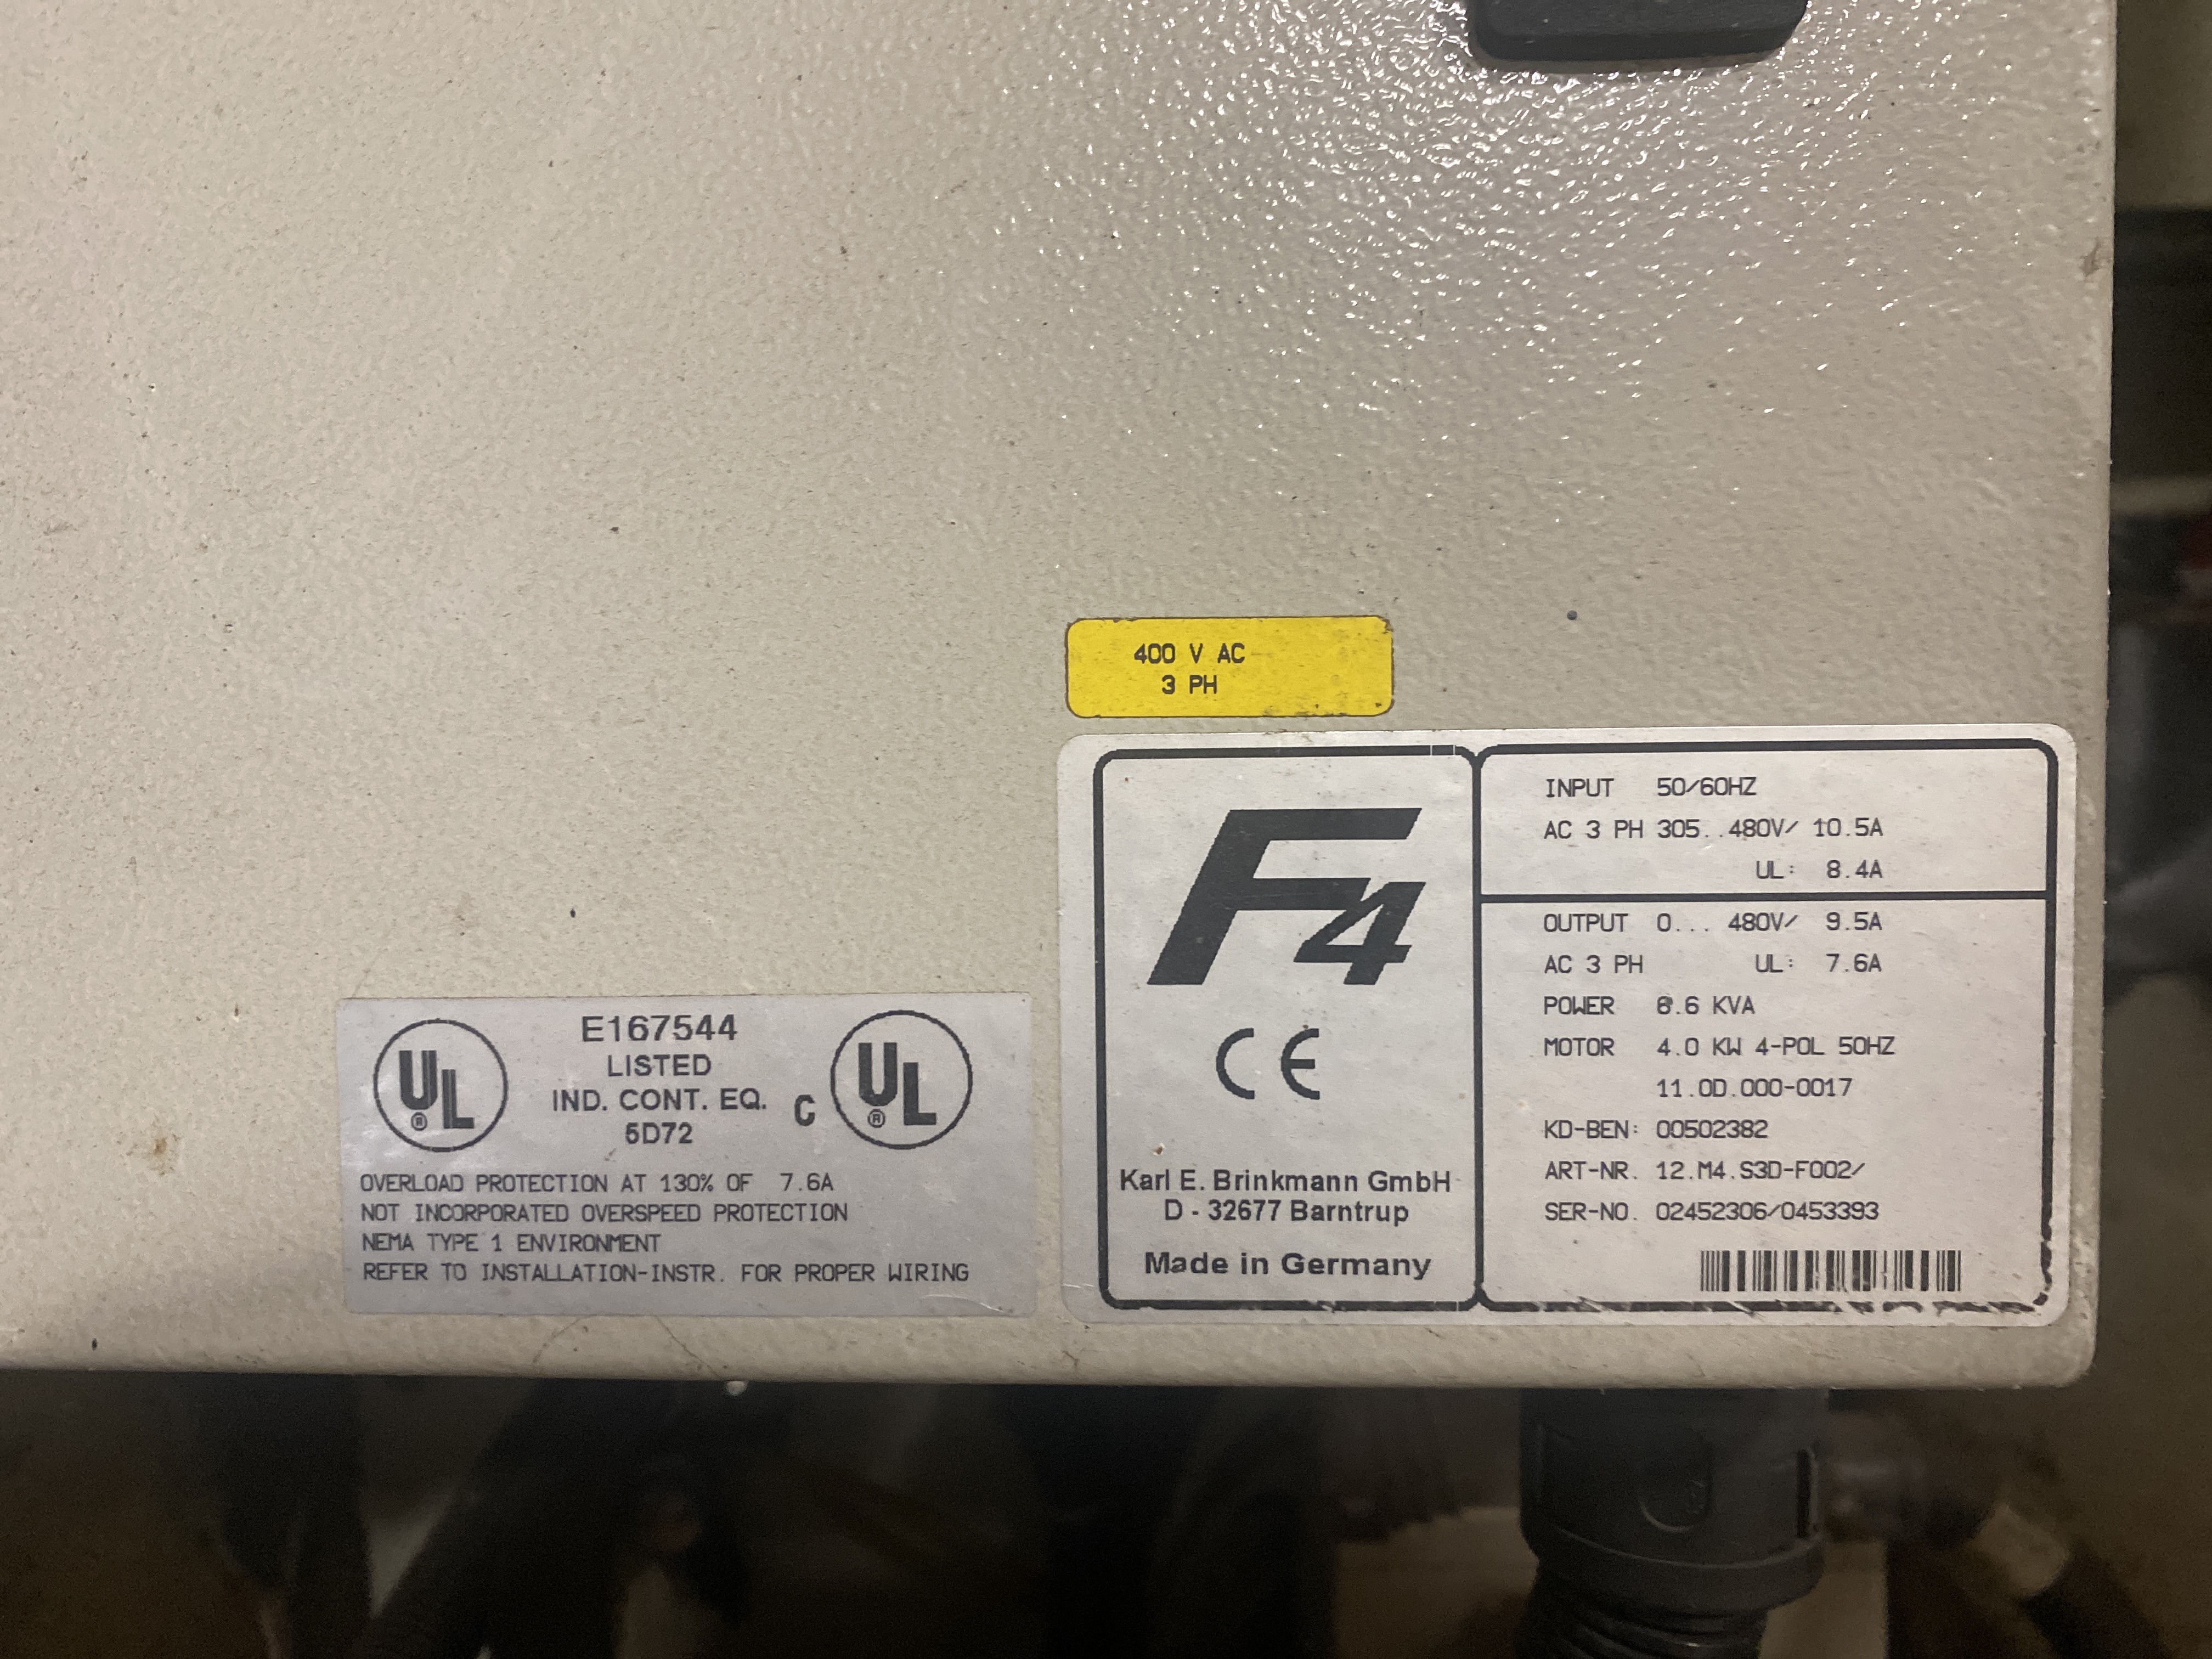 400 V AC
3 PH
F4
CE
Karl E. Brinkmann GmbH
D - 32677 Barntrup
Made in Germany
INPUT 50/60HZ
AC 3 PH 305..480V/ 10.5A
UL: 8.4A
OUTPUT 0... 480V/ 9.5A
AC 3 PH UL: 7.6A
POWER 6.6 KVA
MOTOR 4.0 KW 4-POL 50HZ
11.0D.000-0017
KD-BEN: 00502382
ART-NR. 12.M4.S3D-F002/
SER-NO. 02452306/0453393
UL ®
E167544
LISTED
IND. CONT. EQ.
5D72
C UL ®
OVERLOAD PROTECTION AT 130% OF 7.6A
NOT INCORPORATED OVERSPEED PROTECTION
NEMA TYPE 1 ENVIRONMENT
REFER TO INSTALLATION-INSTR. FOR PROPER WIRING